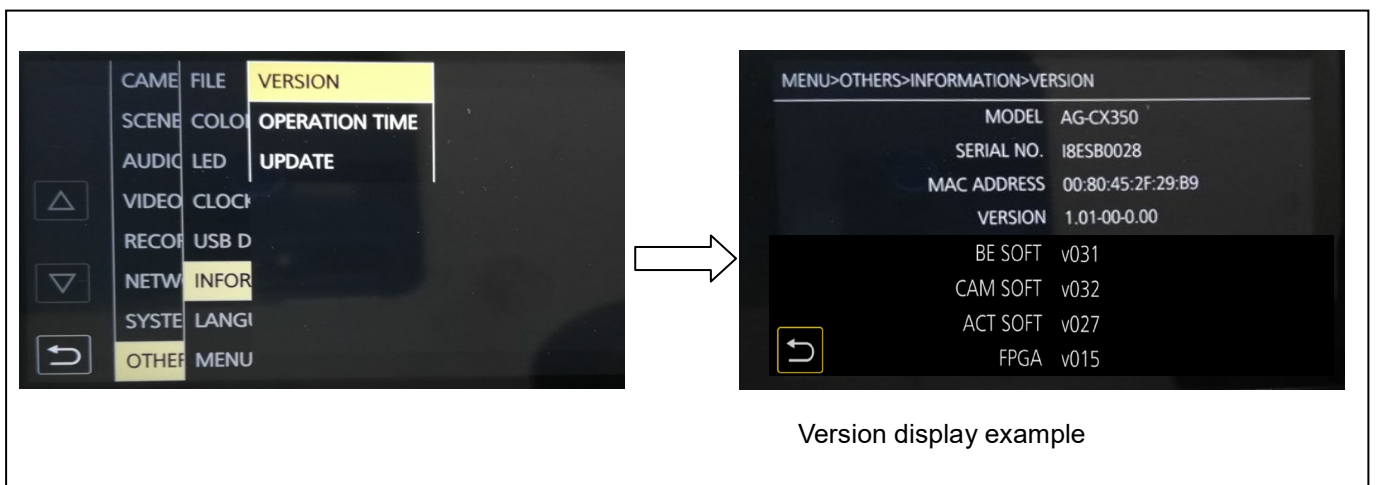 CAME FILE VERSION
SCENE COLO OPERATION TIME
AUDIO LED UPDATE
VIDEO CLOCK
RECOR USB D
NETW INFOR
SYSTE LANGU
OTHER MENU
MENU>OTHERS>INFORMATION>VERSION
MODEL AG-CX350
SERIAL NO. I8ESB0028
MAC ADDRESS 00:80:45:2F:29:B9
VERSION 1.01-00-0.00
BE SOFT v031
CAM SOFT v032
ACT SOFT v027
FPGA v015
Version display example